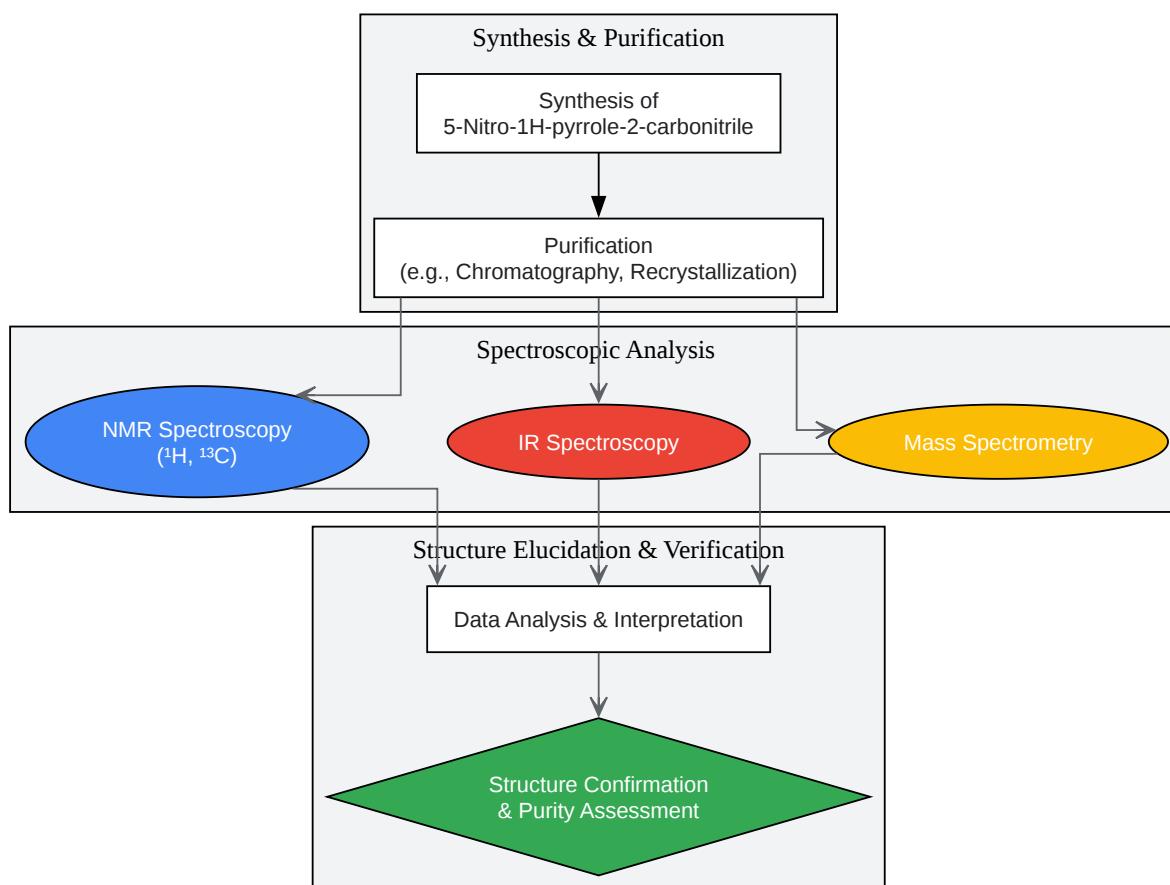 Synthesis & Purification
Synthesis of
5-Nitro-1H-pyrrole-2-carbonitrile
Purification
(e.g., Chromatography, Recrystallization)
Spectroscopic Analysis
NMR Spectroscopy
(¹H, ¹³C)
IR Spectroscopy
Mass Spectrometry
Structure Elucidation & Verification
Data Analysis & Interpretation
Structure Confirmation
& Purity Assessment